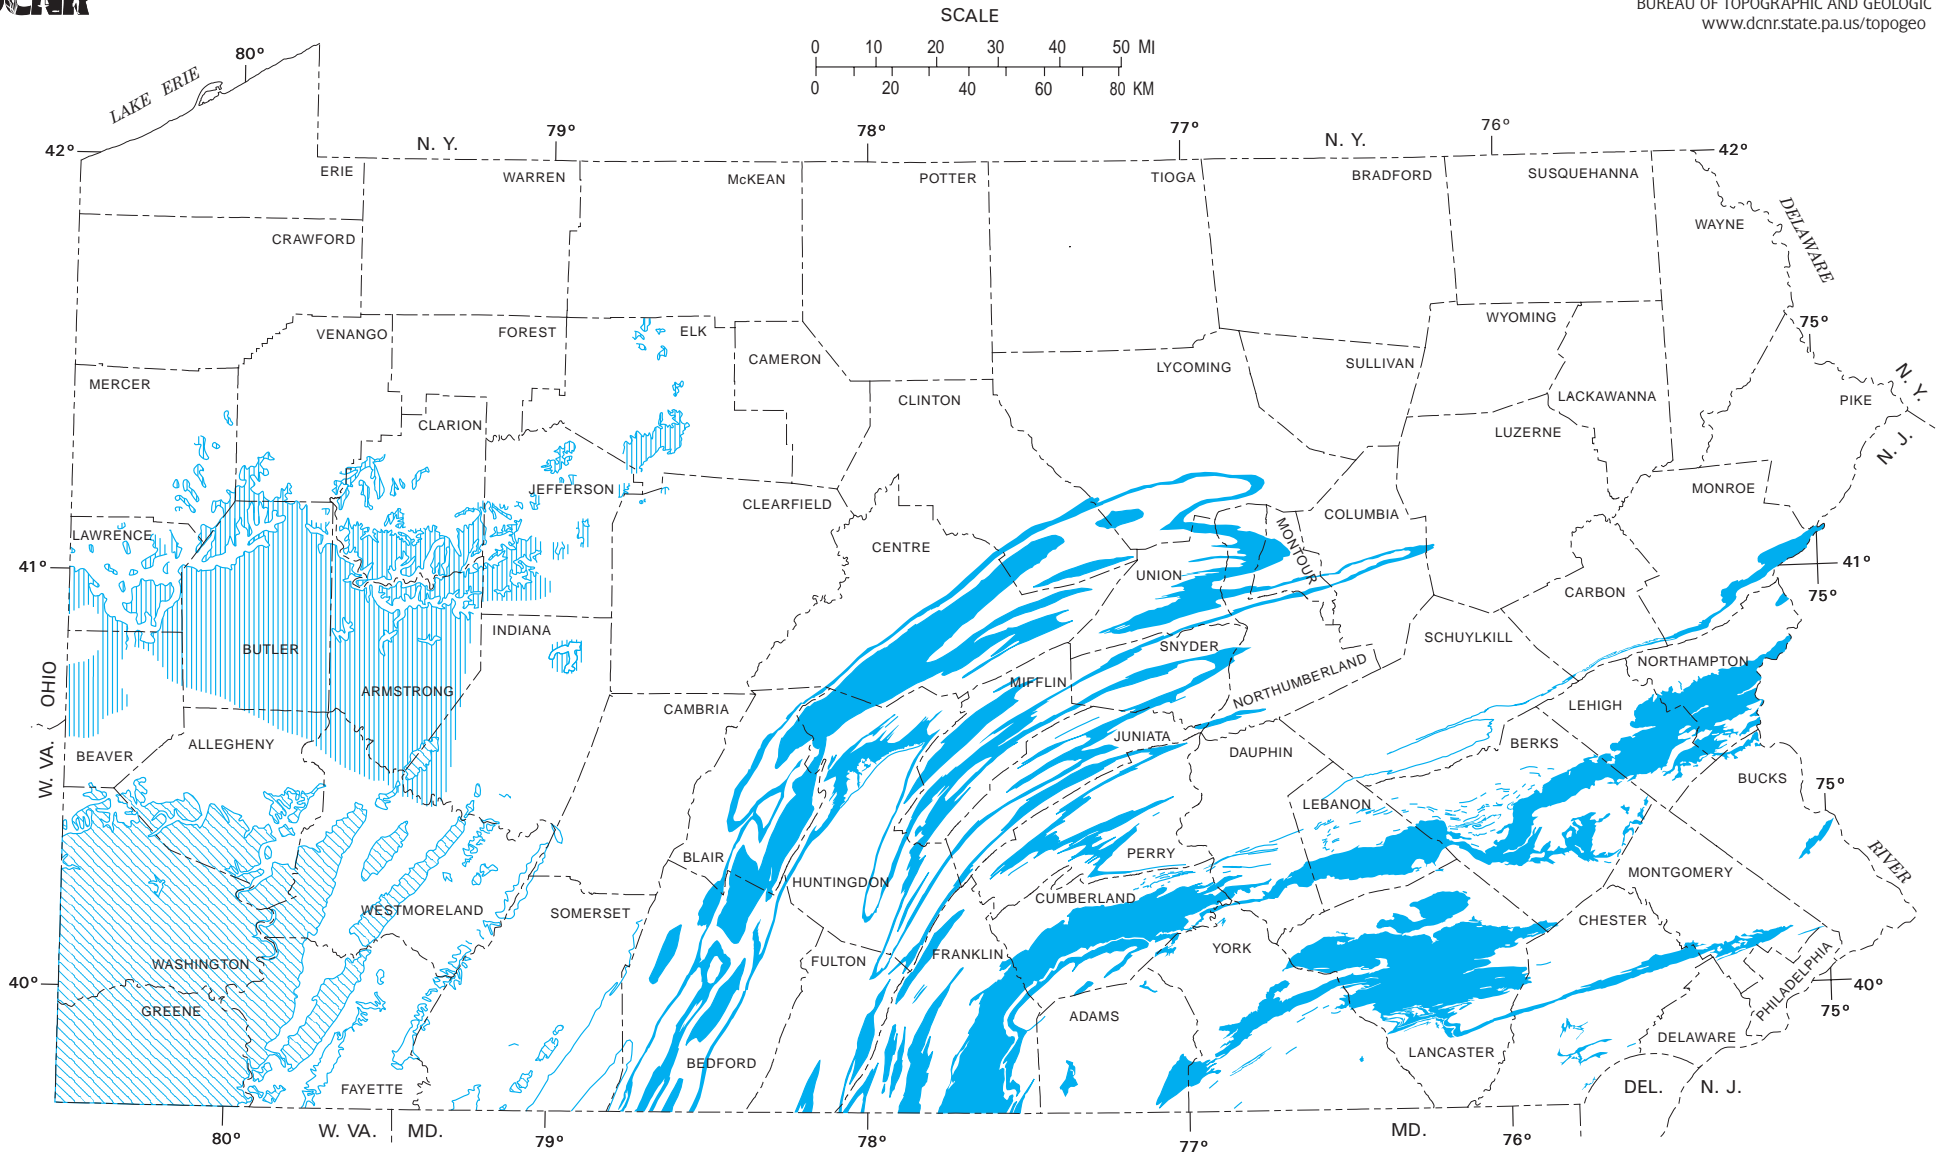 DCNR
BUREAU OF TOPOGRAPHIC AND GEOLOGIC
www.dcnr.state.pa.us/topogeo
SCALE
0 10 20 30 40 50 MI
0 20 40 60 80 KM
LAKE ERIE
80°
79°
78°
77°
76°
N. Y.
N. Y.
42°
42°
ERIE
WARREN
McKEAN
POTTER
TIOGA
BRADFORD
SUSQUEHANNA
WAYNE
DELAWARE
CRAWFORD
VENANGO
FOREST
ELK
CAMERON
WYOMING
75°
MERCER
LYCOMING
SULLIVAN
CLINTON
LACKAWANNA
PIKE
N. Y.
N. J.
CLARION
LUZERNE
JEFFERSON
CLEARFIELD
MONROE
COLUMBIA
MONTOUR
LAWRENCE
CENTRE
41°
41°
UNION
CARBON
75°
INDIANA
SCHUYLKILL
BUTLER
SNYDER
NORTHAMPTON
OHIO
ARMSTRONG
MIFFLIN
NORTHUMBERLAND
CAMBRIA
LEHIGH
W. VA.
BEAVER
ALLEGHENY
JUNIATA
DAUPHIN
BERKS
BUCKS
75°
LEBANON
RIVER
BLAIR
PERRY
HUNTINGDON
MONTGOMERY
WESTMORELAND
SOMERSET
CUMBERLAND
CHESTER
WASHINGTON
FULTON
FRANKLIN
YORK
PHILADELPHIA
40°
40°
75°
GREENE
ADAMS
DELAWARE
LANCASTER
BEDFORD
FAYETTE
DEL.
N. J.
W. VA.
MD.
MD.
80°
79°
78°
77°
76°